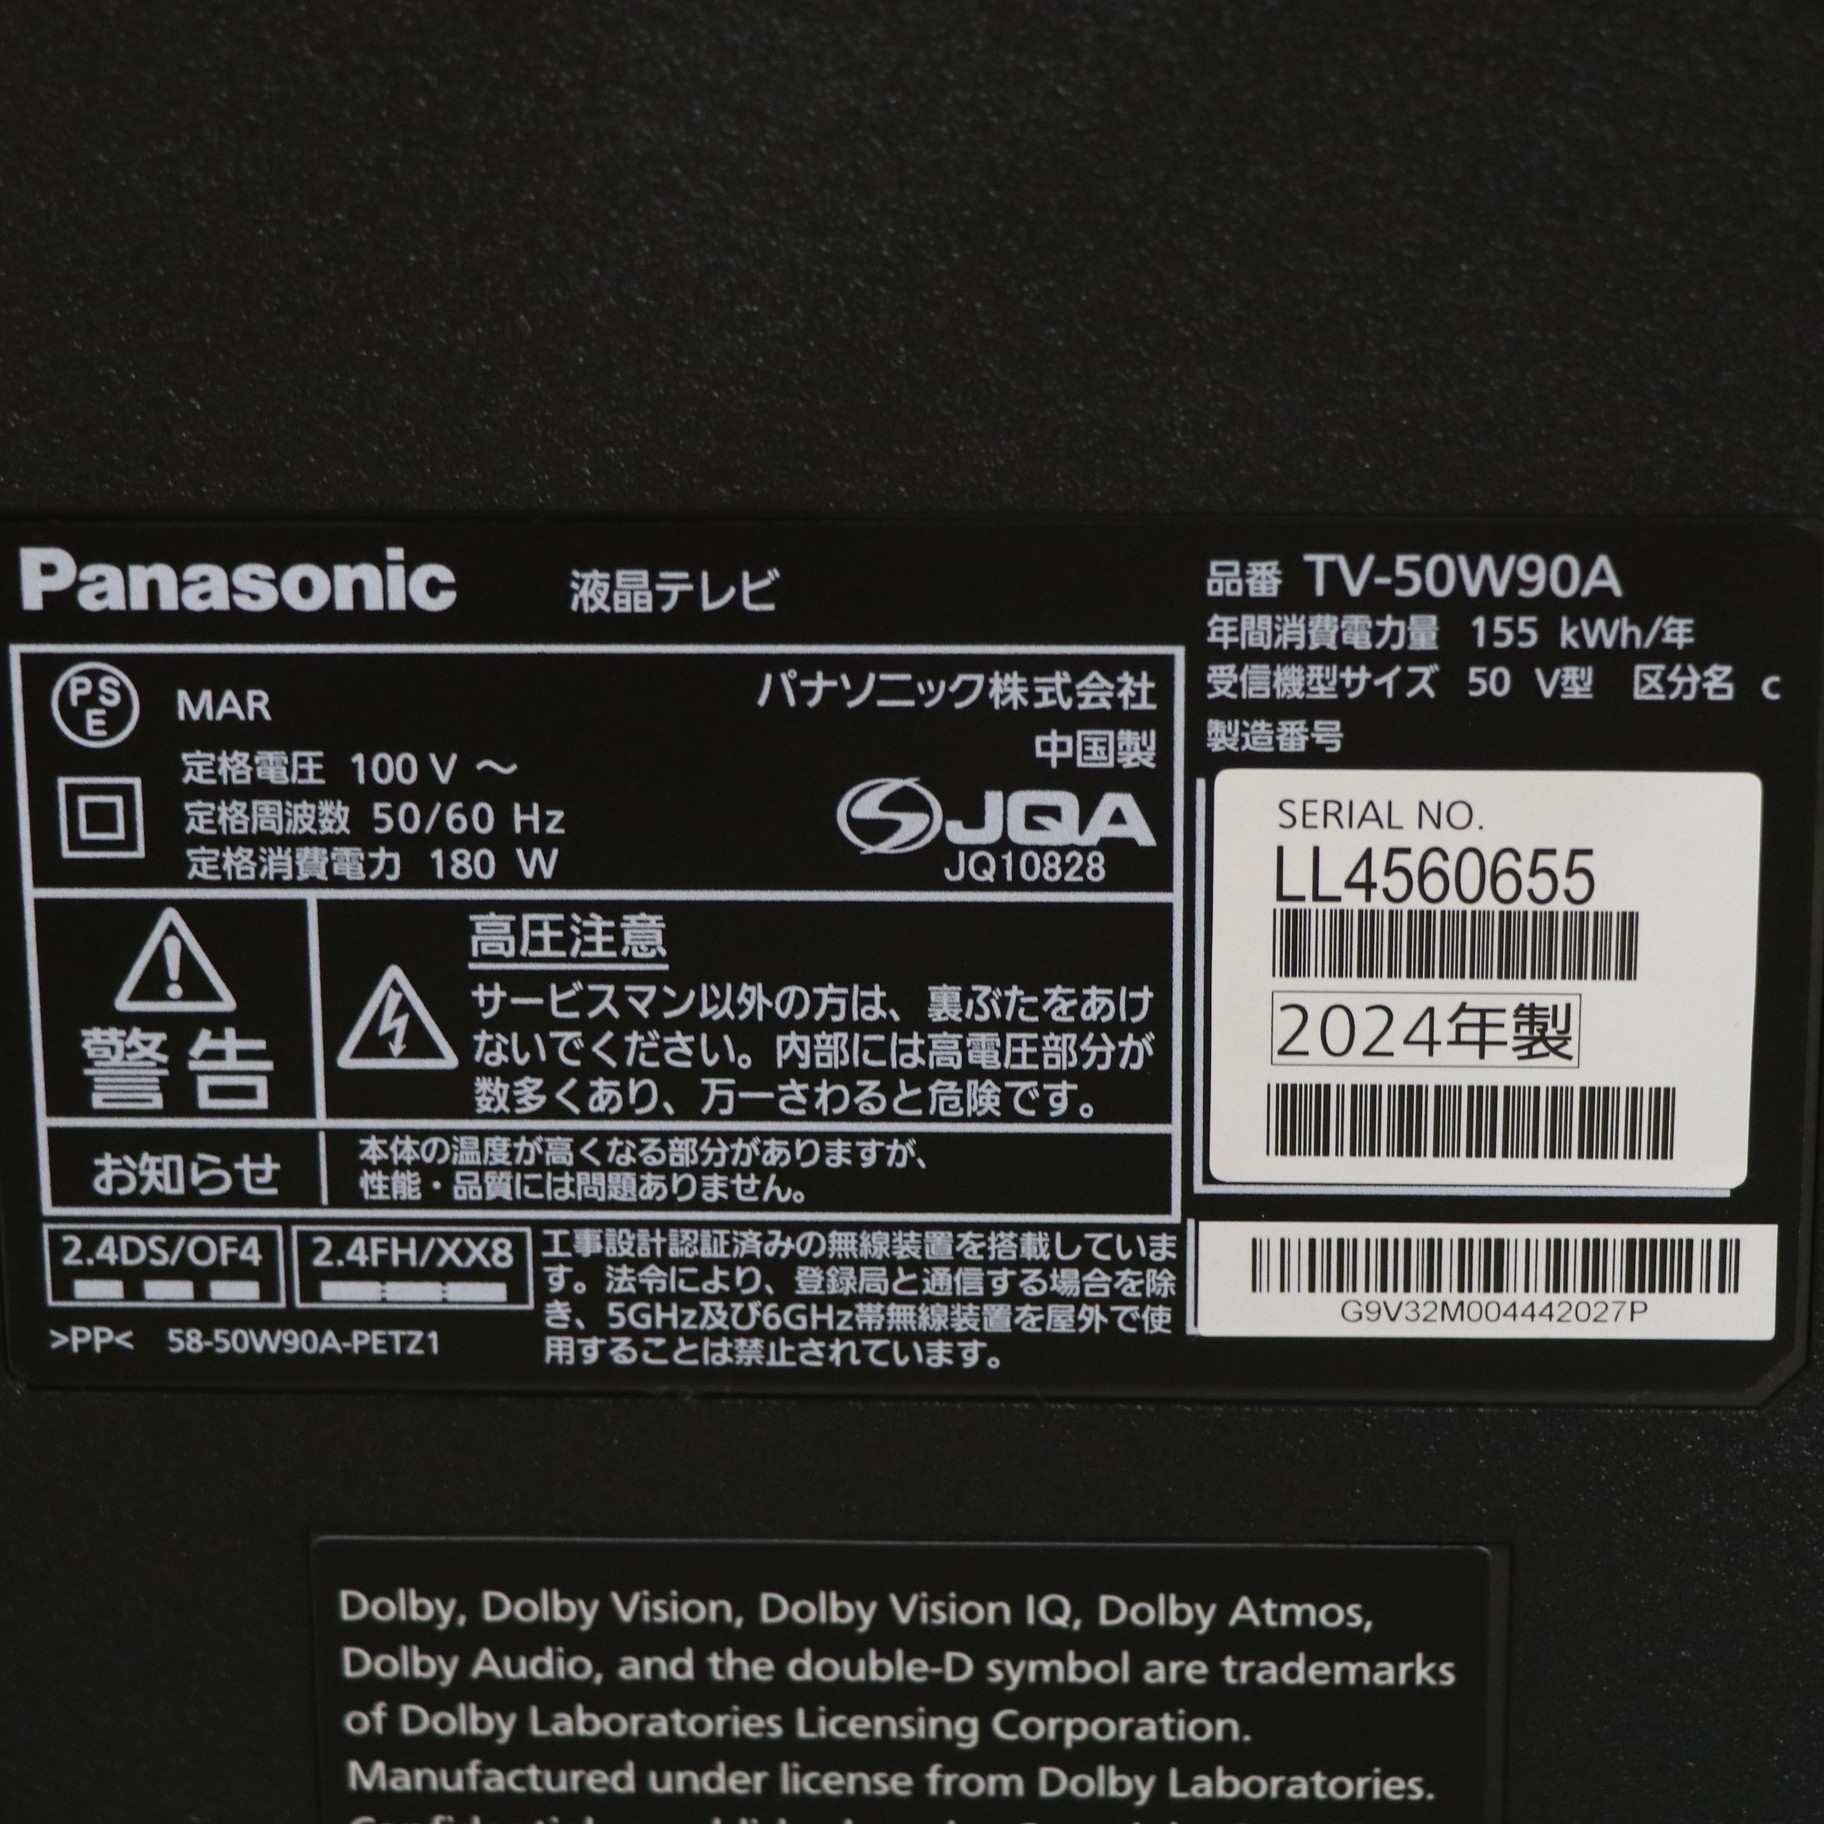 Panasonic 液晶テレビ
PS
E
MAR
定格電圧 100 V ～
定格周波数 50/60 Hz
定格消費電力 180 W
パナソニック株式会社
中国製
JQA
JQ10828
警告
高圧注意
サービスマン以外の方は、裏ぶたをあけ
ないでください。内部には高電圧部分が
数多くあり、万一さわると危険です。
お知らせ
本体の温度が高くなる部分がありますが、
性能・品質には問題ありません。
2.4DS/OF4
2.4FH/XX8
工事設計認証済みの無線装置を搭載していま
す。法令により、登録局と通信する場合を除
き、5GHz及び6GHz帯無線装置を屋外で使
用することは禁止されています。
>PP< 58-50W90A-PETZ1
品番 TV-50W90A
年間消費電力量 155 kWh/年
受信機型サイズ 50 V型 区分名 c
製造番号
SERIAL NO.
LL4560655
2024年製
G9V32M004442027P
Dolby, Dolby Vision, Dolby Vision IQ, Dolby Atmos,
Dolby Audio, and the double-D symbol are trademarks
of Dolby Laboratories Licensing Corporation.
Manufactured under license from Dolby Laboratories.